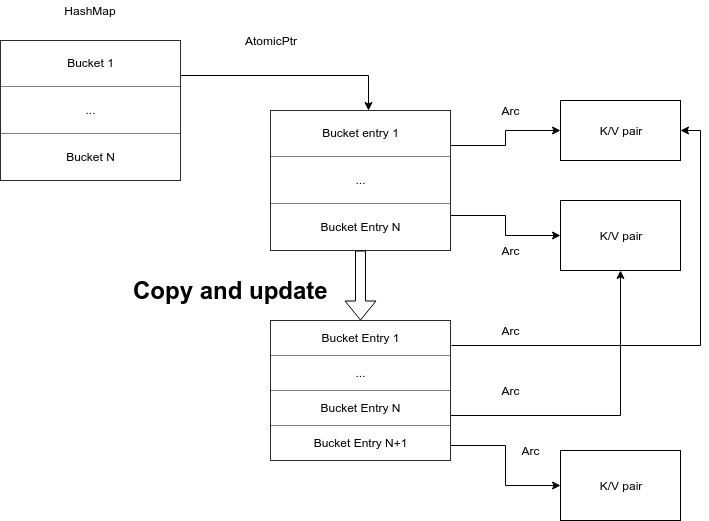 HashMap
Bucket 1
...
Bucket N
AtomicPtr
Bucket entry 1
...
Bucket Entry N
Arc
K/V pair
Arc
K/V pair
Copy and update
Bucket Entry 1
...
Bucket Entry N
Bucket Entry N+1
Arc
Arc
Arc
K/V pair